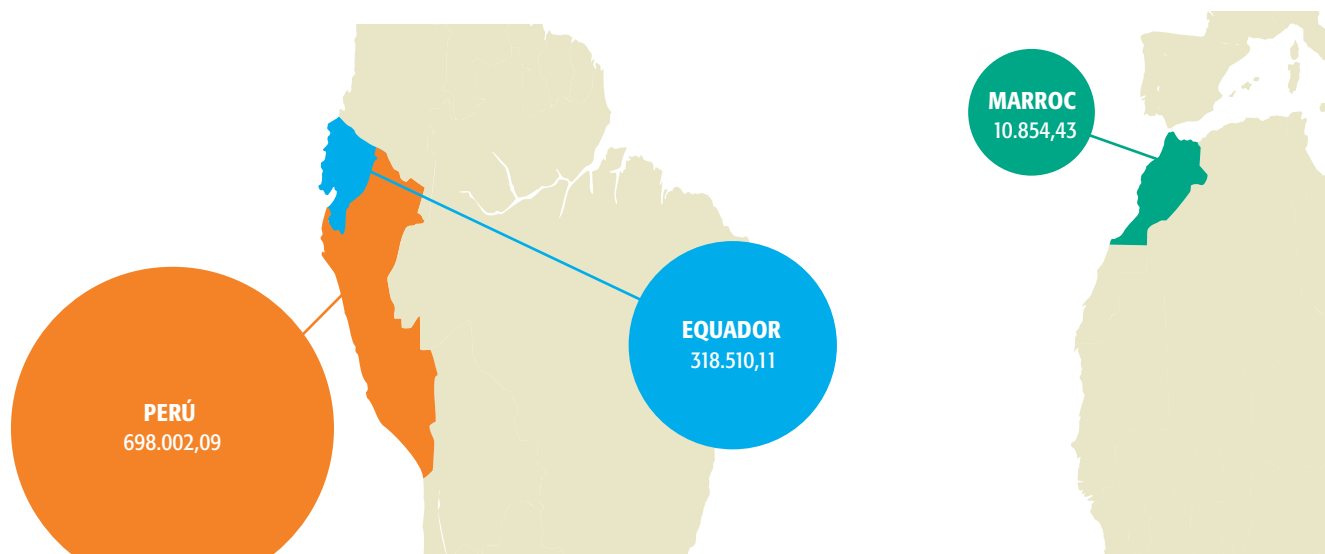 MARROC
10.854,43
EQUADOR
318.510,11
PERÚ
698.002,09